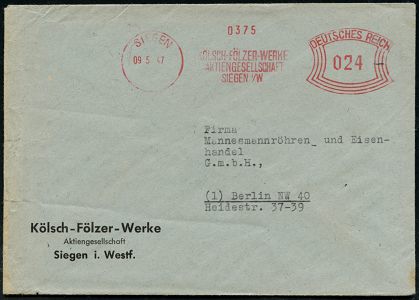 0375
SIEGEN
09.5.47
KÖLSCH-FÖLZER-WERKE
AKTIENGESELLSCHAFT
SIEGEN i/W
DEUTSCHES REICH
024
Firma
Mannesmannröhren und Eisen-
handel
G.m.b.H.,
(1) Berlin NW 40
Heidestr. 37-39
Kölsch-Fölzer-Werke
Aktiengesellschaft
Siegen i. Westf.